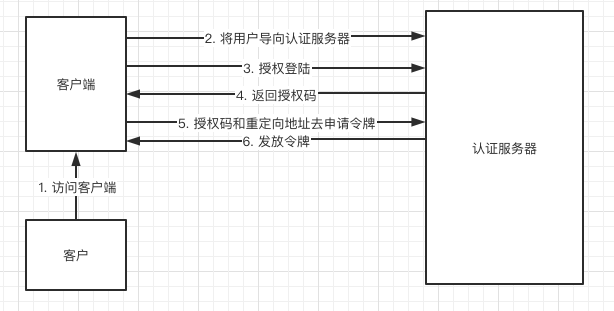 客户端
2. 将用户导向认证服务器
3. 授权登陆
4. 返回授权码
5. 授权码和重定向地址去申请令牌
6. 发放令牌
认证服务器
1. 访问客户端
客户